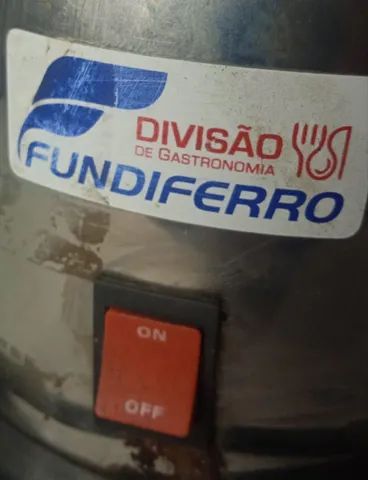 DIVISÃO
DE GASTRONOMIA
FUNDIFERRO
ON
OFF